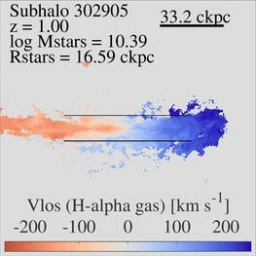 Subhalo 302905
33.2 ckpc
z = 1.00
log Mstars = 10.39
Rstars = 16.59 ckpc
Vlos (H-alpha gas) [km s⁻¹]
-200 -100 0 100 200